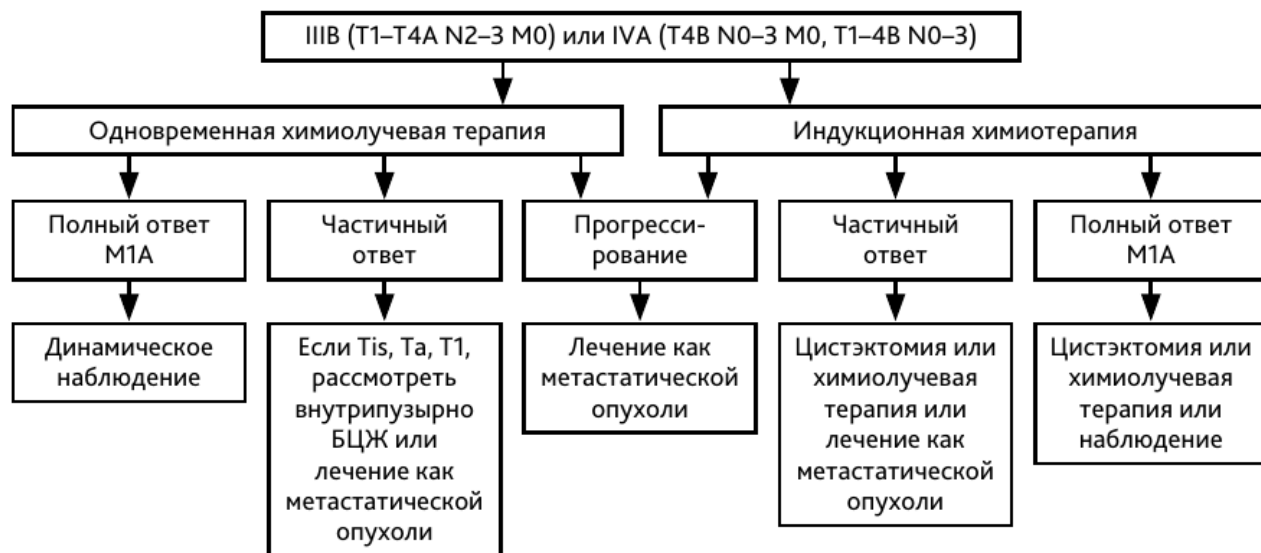 IIIB (T1–T4A N2–3 M0) или IVA (T4B N0–3 M0, T1–4B N0–3)
Одновременная химиолучевая терапия
Индукционная химиотерапия
Полный ответ
M1A
Частичный
ответ
Прогресси-
рование
Частичный
ответ
Полный ответ
M1A
Динамическое
наблюдение
Если Tis, Ta, T1,
рассмотреть
внутрипузырно
БЦЖ или
лечение как
метастатической
опухоли
Лечение как
метастатической
опухоли
Цистэктомия или
химиолучевая
терапия или
лечение как
метастатической
опухоли
Цистэктомия или
химиолучевая
терапия или
наблюдение